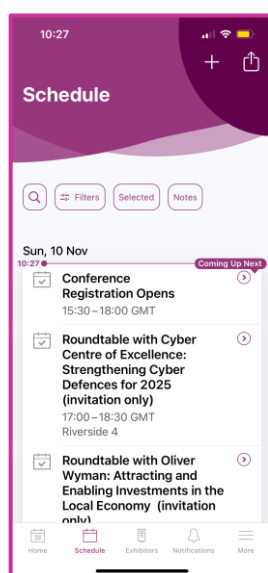 10:27
Schedule
Filters
Selected
Notes
Sun, 10 Nov
10:27
Coming Up Next
Conference
Registration Opens
15:30 – 18:00 GMT
Roundtable with Cyber
Centre of Excellence:
Strengthening Cyber
Defences for 2025
(invitation only)
17:00 – 18:30 GMT
Riverside 4
Roundtable with Oliver
Wyman: Attracting and
Enabling Investments in the
Local Economy (invitation
only)
Home
Schedule
Exhibitors
Notifications
More